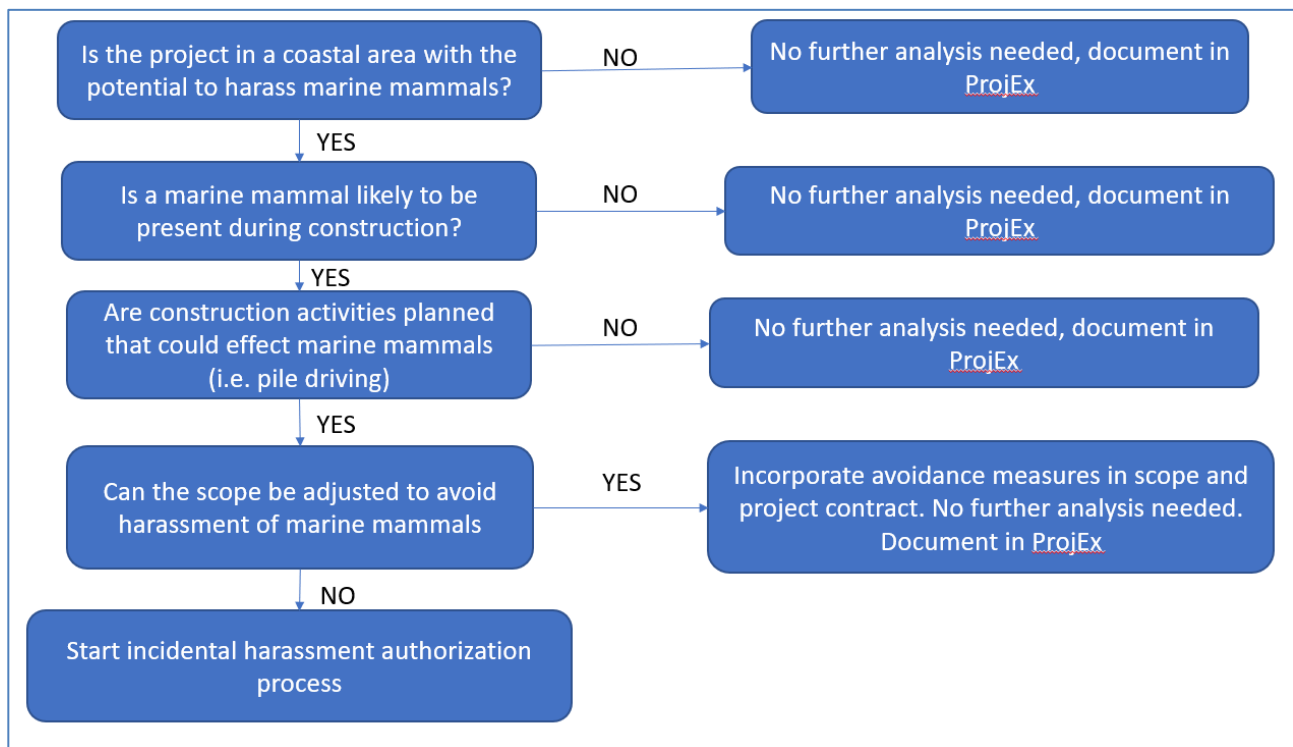 Is the project in a coastal area with the
potential to harass marine mammals?
NO
No further analysis needed, document in
ProjEx
YES
Is a marine mammal likely to be
present during construction?
NO
No further analysis needed, document in
ProjEx
YES
Are construction activities planned
that could effect marine mammals
(i.e. pile driving)
NO
No further analysis needed, document in
ProjEx
YES
Can the scope be adjusted to avoid
harassment of marine mammals
YES
Incorporate avoidance measures in scope and
project contract. No further analysis needed.
Document in ProjEx
NO
Start incidental harassment authorization
process